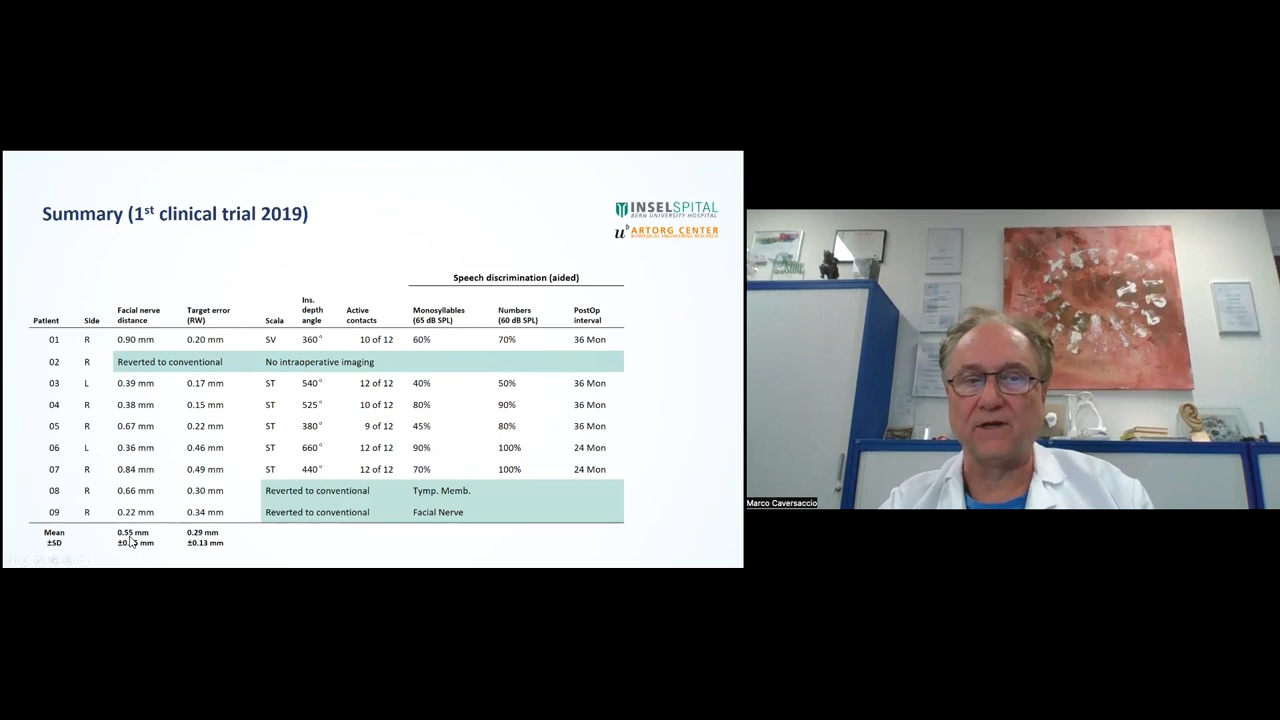 Summary (1st clinical trial 2019)
INSELSPITAL
BERN UNIVERSITY HOSPITAL
ub ARTORG CENTER
BIOMEDICAL ENGINEERING RESEARCH
Speech discrimination (aided)
Patient Side Facial nerve distance Target error (RW) Scala Ins. depth angle Active contacts Monosyllables (65 dB SPL) Numbers (60 dB SPL) PostOp interval
01 R 0.90 mm 0.20 mm SV 360° 10 of 12 60% 70% 36 Mon
02 R Reverted to conventional No intraoperative imaging
03 L 0.39 mm 0.17 mm ST 540° 12 of 12 40% 50% 36 Mon
04 R 0.38 mm 0.15 mm ST 525° 10 of 12 80% 90% 36 Mon
05 R 0.67 mm 0.22 mm ST 380° 9 of 12 45% 80% 36 Mon
06 L 0.36 mm 0.46 mm ST 660° 12 of 12 90% 100% 24 Mon
07 R 0.84 mm 0.49 mm ST 440° 12 of 12 70% 100% 24 Mon
08 R 0.66 mm 0.30 mm Reverted to conventional Tymp. Memb.
09 R 0.22 mm 0.34 mm Reverted to conventional Facial Nerve
Mean 0.55 mm 0.29 mm
±SD mm ±0.13 mm
Marco Caversaccio